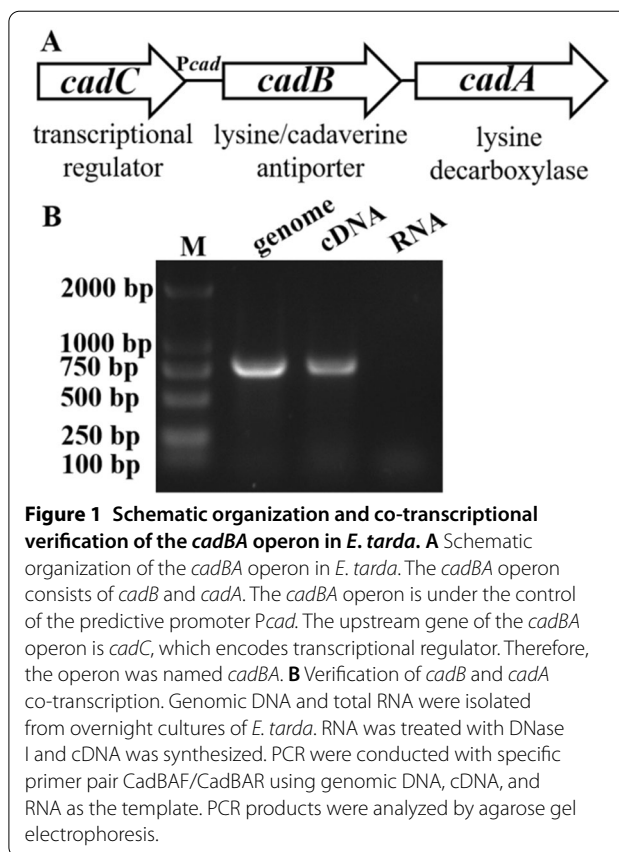 A
Pcad
cadC cadB cadA
transcriptional regulator
lysine/cadaverine antiporter
lysine decarboxylase
B
M genome cDNA RNA
2000 bp
1000 bp
750 bp
500 bp
250 bp
100 bp
Figure 1 Schematic organization and co-transcriptional
verification of the cadBA operon in E. tarda. A Schematic
organization of the cadBA operon in E. tarda. The cadBA operon
consists of cadB and cadA. The cadBA operon is under the control
of the predictive promoter Pcad. The upstream gene of the cadBA
operon is cadC, which encodes transcriptional regulator. Therefore,
the operon was named cadBA. B Verification of cadB and cadA
co-transcription. Genomic DNA and total RNA were isolated
from overnight cultures of E. tarda. RNA was treated with DNase
I and cDNA was synthesized. PCR were conducted with specific
primer pair CadBAF/CadBAR using genomic DNA, cDNA, and
RNA as the template. PCR products were analyzed by agarose gel
electrophoresis.